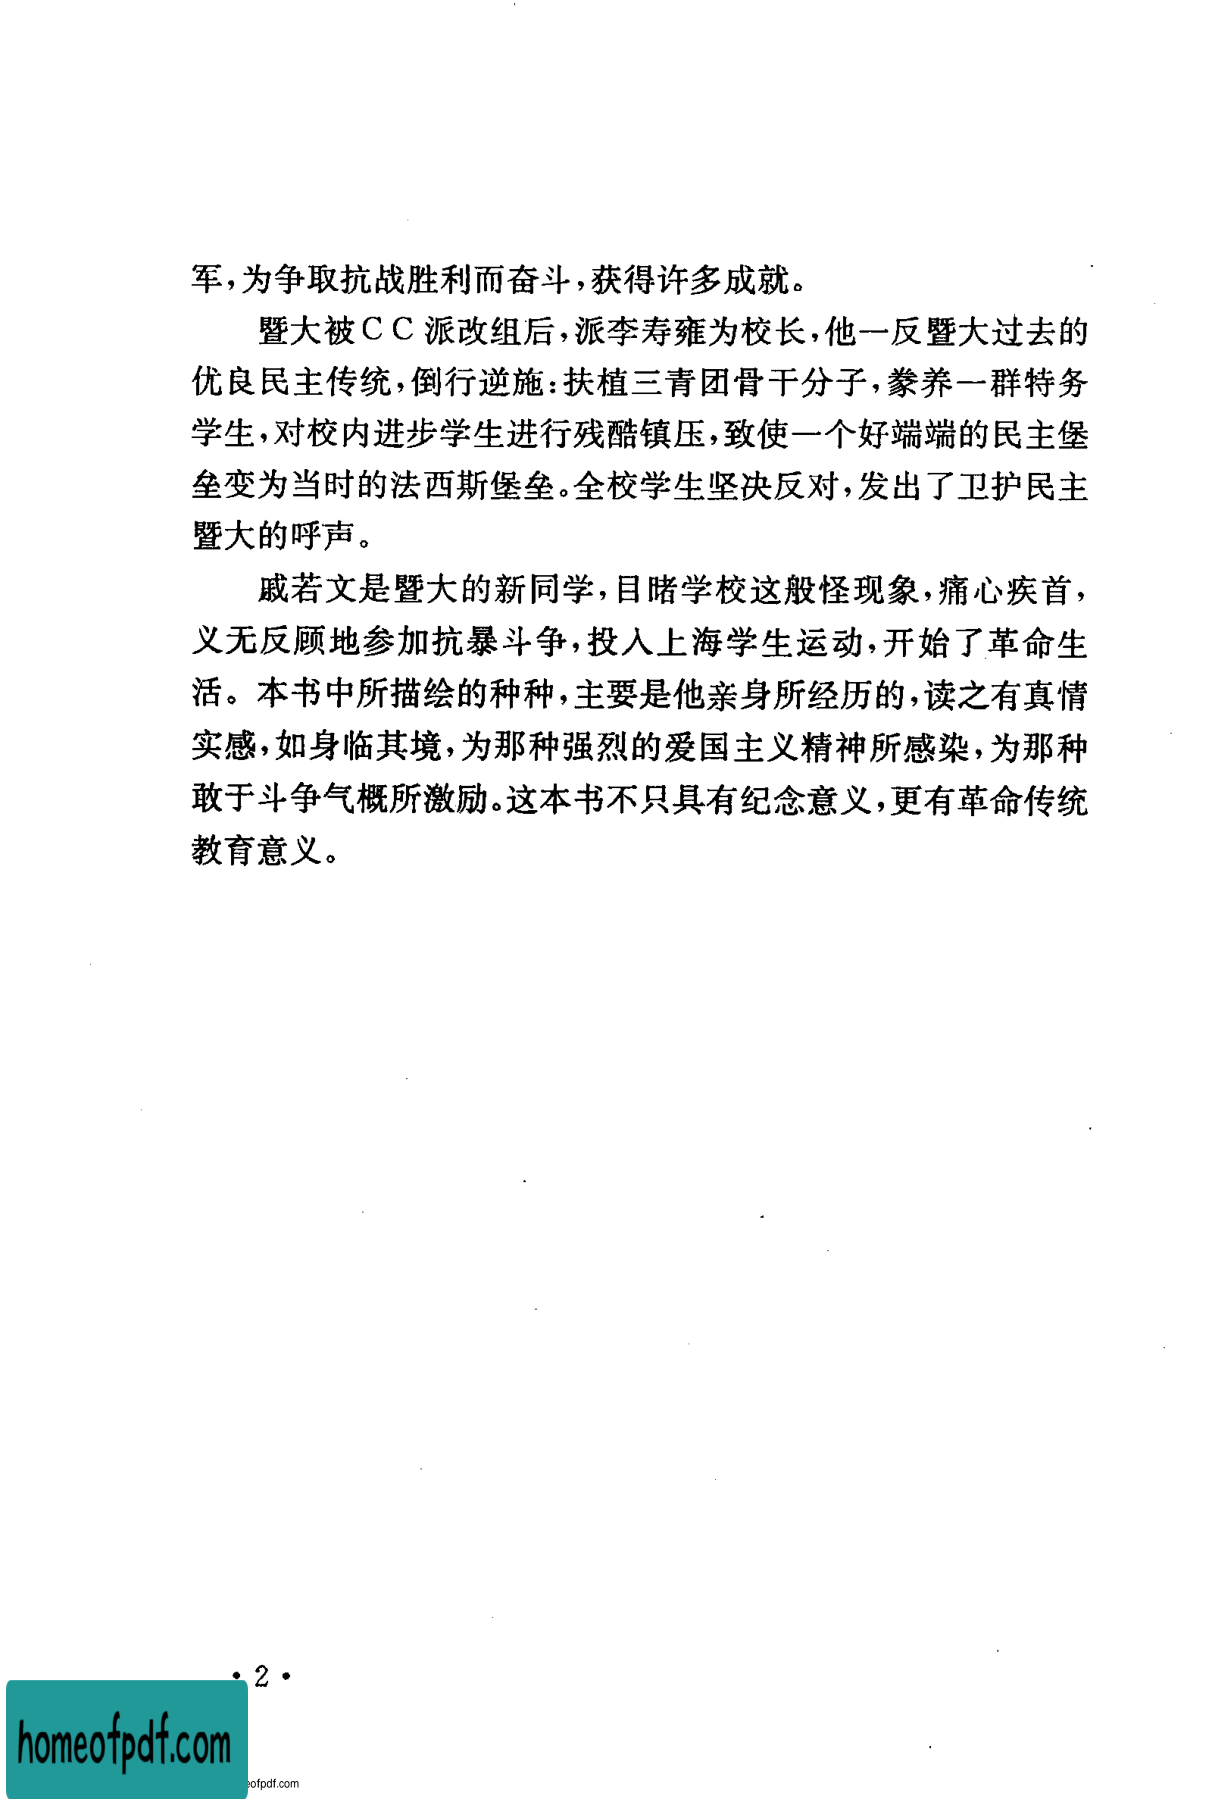 军,为争取抗战胜利而奋斗,获得许多成就。
暨大被CC派改组后,派李寿雍为校长,他一反暨大过去的
优良民主传统,倒行逆施:扶植三青团骨干分子,豢养一群特务
学生,对校内进步学生进行残酷镇压,致使一个好端端的民主堡
垒变为当时的法西斯堡垒。全校学生坚决反对,发出了卫护民主
暨大的呼声。
戚若文是暨大的新同学,目睹学校这般怪现象,痛心疾首,
义无反顾地参加抗暴斗争,投入上海学生运动,开始了革命生
活。本书中所描绘的种种,主要是他亲身所经历的,读之有真情
实感,如身临其境,为那种强烈的爱国主义精神所感染,为那种
敢于斗争气概所激励。这本书不只具有纪念意义,更有革命传统
教育意义。
·2·
homeofpdf.com
eofpdf.com